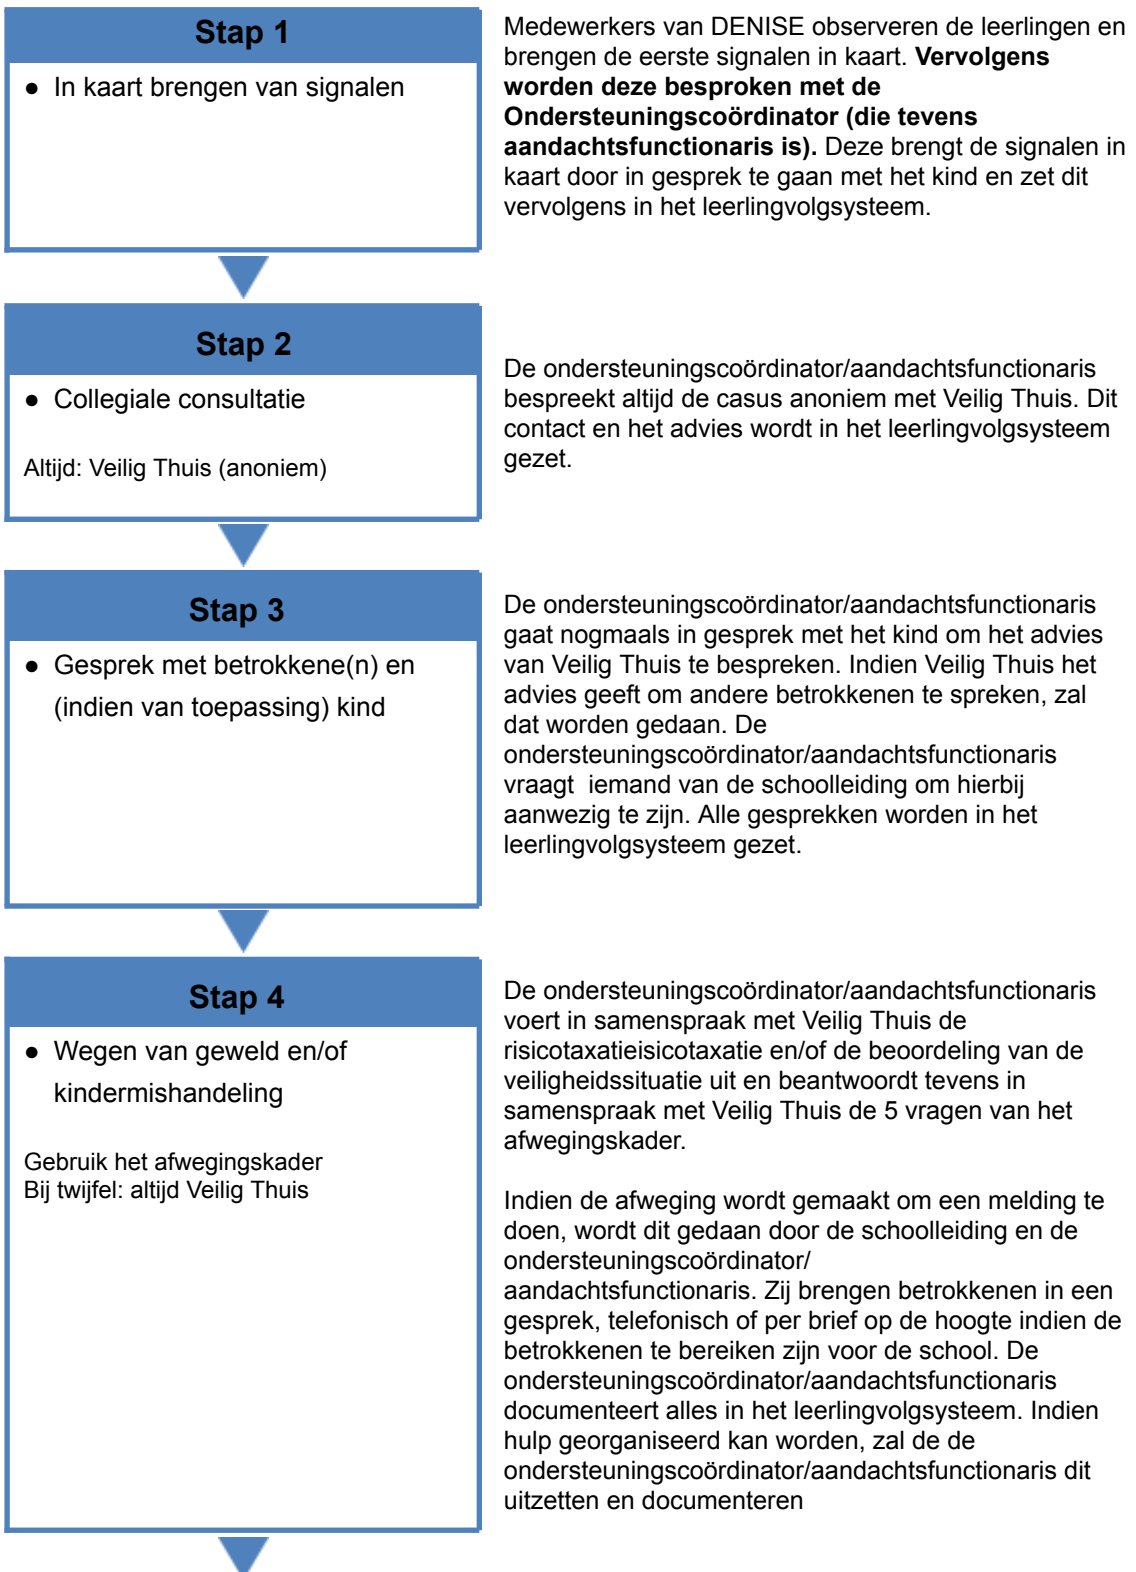 Stap 1
● In kaart brengen van signalen
Medewerkers van DENISE observeren de leerlingen en
brengen de eerste signalen in kaart. Vervolgens
worden deze besproken met de
Ondersteuningscoördinator (die tevens
aandachtsfunctionaris is). Deze brengt de signalen in
kaart door in gesprek te gaan met het kind en zet dit
vervolgens in het leerlingvolgsysteem.
Stap 2
● Collegiale consultatie
Altijd: Veilig Thuis (anoniem)
De ondersteuningscoördinator/aandachtsfunctionaris
bespreekt altijd de casus anoniem met Veilig Thuis. Dit
contact en het advies wordt in het leerlingvolgsysteem
gezet.
Stap 3
● Gesprek met betrokkene(n) en
(indien van toepassing) kind
De ondersteuningscoördinator/aandachtsfunctionaris
gaat nogmaals in gesprek met het kind om het advies
van Veilig Thuis te bespreken. Indien Veilig Thuis het
advies geeft om andere betrokkenen te spreken, zal
dat worden gedaan. De
ondersteuningscoördinator/aandachtsfunctionaris
vraagt  iemand van de schoolleiding om hierbij
aanwezig te zijn. Alle gesprekken worden in het
leerlingvolgsysteem gezet.
Stap 4
● Wegen van geweld en/of
kindermishandeling
Gebruik het afwegingskader
Bij twijfel: altijd Veilig Thuis
De ondersteuningscoördinator/aandachtsfunctionaris
voert in samenspraak met Veilig Thuis de
risicotaxatieisicotaxatie en/of de beoordeling van de
veiligheidssituatie uit en beantwoordt tevens in
samenspraak met Veilig Thuis de 5 vragen van het
afwegingskader.
Indien de afweging wordt gemaakt om een melding te
doen, wordt dit gedaan door de schoolleiding en de
ondersteuningscoördinator/
aandachtsfunctionaris. Zij brengen betrokkenen in een
gesprek, telefonisch of per brief op de hoogte indien de
betrokkenen te bereiken zijn voor de school. De
ondersteuningscoördinator/aandachtsfunctionaris
documenteert alles in het leerlingvolgsysteem. Indien
hulp georganiseerd kan worden, zal de de
ondersteuningscoördinator/aandachtsfunctionaris dit
uitzetten en documenteren